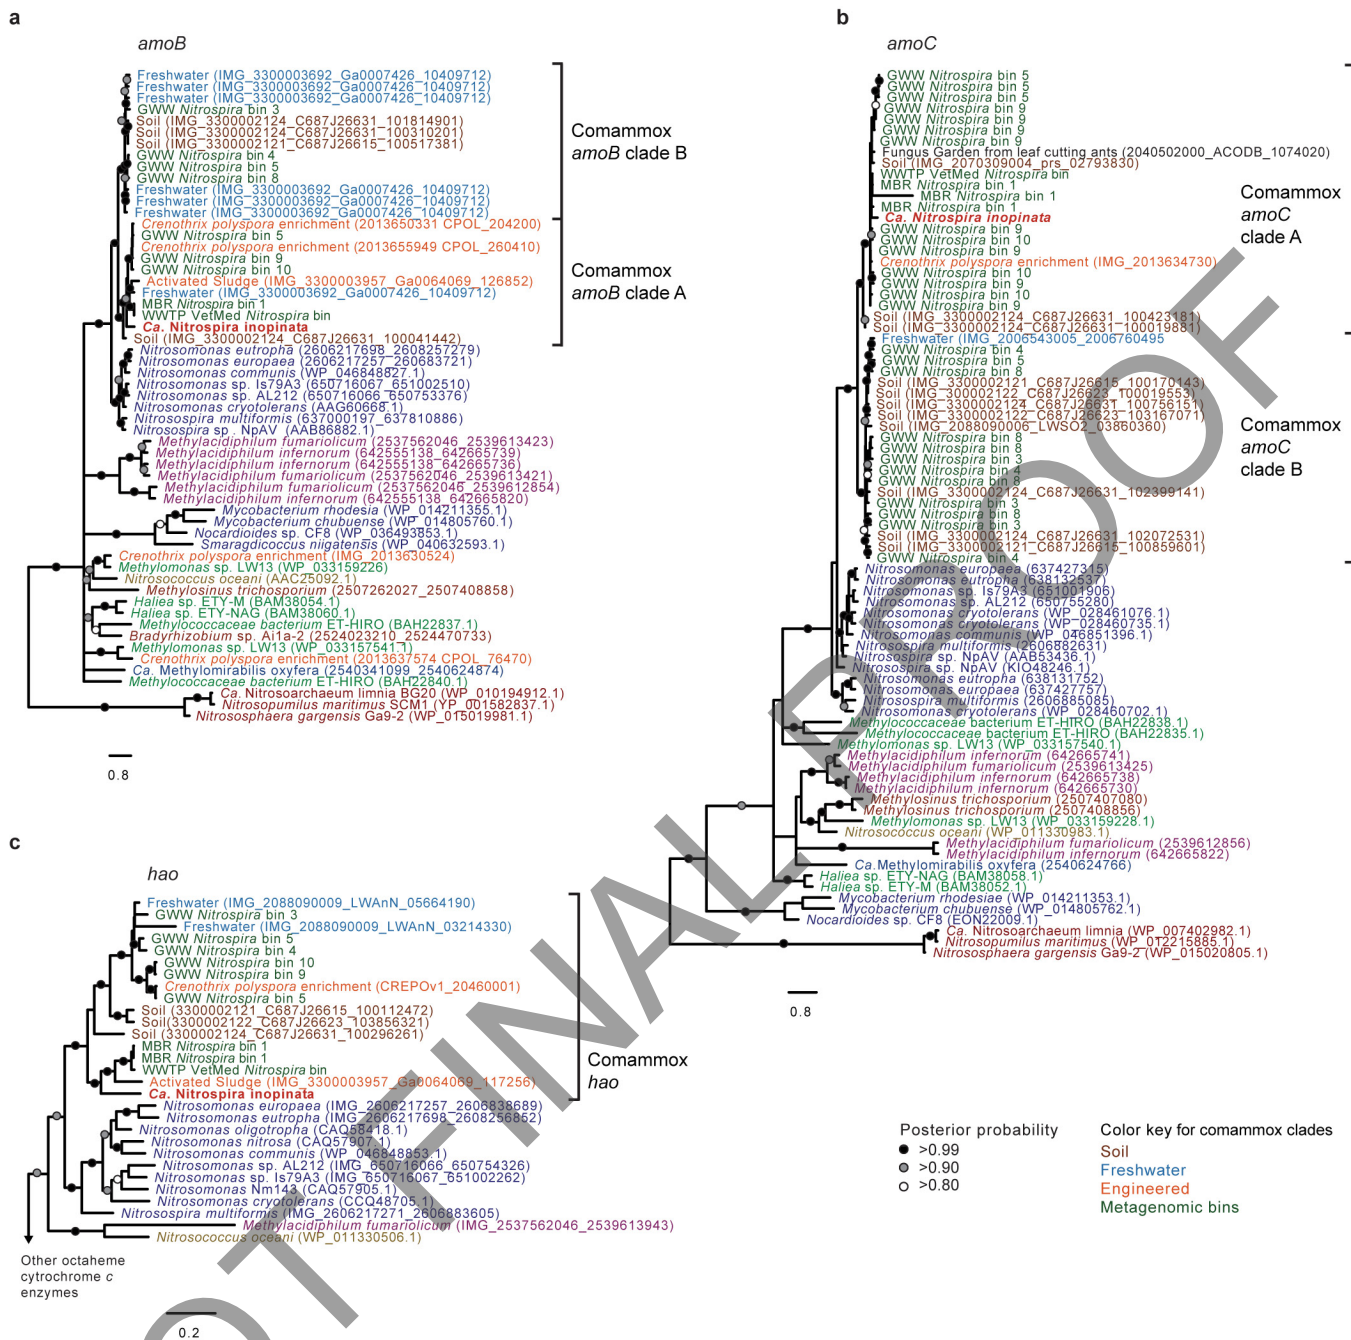 a
amoB
Freshwater (IMG_3300003692_Ga0007426_10409712)
Freshwater (IMG_3300003692_Ga0007426_10409712)
Freshwater (IMG_3300003692_Ga0007426_10409712)
GWW Nitrospira bin 3
Soil (IMG_3300002124_C687J26631_101814901)
Soil (IMG_3300002124_C687J26631_100310201)
Soil (IMG_3300002121_C687J26615_100517381)
GWW Nitrospira bin 4
GWW Nitrospira bin 5
GWW Nitrospira bin 8
Freshwater (IMG_3300003692_Ga0007426_10409712)
Freshwater (IMG_3300003692_Ga0007426_10409712)
Freshwater (IMG_3300003692_Ga0007426_10409712)
Crenothrix polyspora enrichment (2013650331 CPOL_204200)
GWW Nitrospira bin 5
Crenothrix polyspora enrichment (2013655949 CPOL_260410)
GWW Nitrospira bin 9
GWW Nitrospira bin 10
Activated Sludge (IMG_3300003957_Ga0064069_126852)
Freshwater (IMG_3300003692_Ga0007426_10409712)
MBR Nitrospira bin 1
WWTP VetMed Nitrospira bin
Ca. Nitrospira inopinata
Soil (IMG_3300002124_C687J26631_100041442)
Nitrosomonas eutropha (2606217698_2608257279)
Nitrosomonas europaea (2606217257_260683721)
Nitrosomonas communis (WP_046848827.1)
Nitrosomonas sp. Is79A3 (650716067_651002510)
Nitrosomonas sp. AL212 (650716066_650753376)
Nitrosomonas cryotolerans (AAG60668.1)
Nitrosospira multiformis (637000197_637810886)
Nitrosospira sp. NpAV (AAB86882.1)
Methylacidiphilum fumariolicum (2537562046_2539613423)
Methylacidiphilum infernorum (642555138_642665739)
Methylacidiphilum infernorum (642555138_642665736)
Methylacidiphilum fumariolicum (2537562046_2539613421)
Methylacidiphilum fumariolicum (2537562046_2539612854)
Methylacidiphilum infernorum (642555138_642665820)
Mycobacterium rhodesia (WP_014211355.1)
Mycobacterium chubuense (WP_014805760.1)
Nocardioides sp. CF8 (WP_036493853.1)
Smaragdicoccus niigatensis (WP_040632593.1)
Crenothrix polyspora enrichment (IMG_2013630524)
Methylomonas sp. LW13 (WP_033159226)
Nitrosococcus oceani (AAC25092.1)
Methylosinus trichosporium (2507262027_2507408858)
Haliea sp. ETY-M (BAM38054.1)
Haliea sp. ETY-NAG (BAM38060.1)
Methylococcaceae bacterium ET-HIRO (BAH22837.1)
Bradyrhizobium sp. Ai1a-2 (2524023210_2524470733)
Methylomonas sp. LW13 (WP_033157541.1)
Crenothrix polyspora enrichment (2013637574 CPOL_76470)
Ca. Methylomirabilis oxyfera (2540341099_2540624874)
Methylococcaceae bacterium ET-HIRO (BAH22840.1)
Ca. Nitrosoarchaeum limnia BG20 (WP_010194912.1)
Nitrosopumilus maritimus SCM1 (YP_001582837.1)
Nitrososphaera gargensis Ga9-2 (WP_015019981.1)
Comammox
amoB clade B
Comammox
amoB clade A
0.8
b
amoC
GWW Nitrospira bin 5
GWW Nitrospira bin 5
GWW Nitrospira bin 5
GWW Nitrospira bin 9
GWW Nitrospira bin 9
GWW Nitrospira bin 9
GWW Nitrospira bin 9
Fungus Garden from leaf cutting ants (2040502000_ACODB_1074020)
Soil (IMG_2070309004_prs_02793830)
WWTP VetMed Nitrospira bin
MBR Nitrospira bin 1
MBR Nitrospira bin 1
MBR Nitrospira bin 1
Ca. Nitrospira inopinata
GWW Nitrospira bin 9
GWW Nitrospira bin 10
GWW Nitrospira bin 9
Crenothrix polyspora enrichment (IMG_2013634730)
GWW Nitrospira bin 10
GWW Nitrospira bin 9
GWW Nitrospira bin 10
GWW Nitrospira bin 9
Soil (IMG_3300002124_C687J26631_100423181)
Soil (IMG_3300002124_C687J26631_100019881)
Freshwater (IMG_2006543005_2006760495
GWW Nitrospira bin 4
GWW Nitrospira bin 5
GWW Nitrospira bin 8
Soil (IMG_3300002121_C687J26615_100170143)
Soil (IMG_300002122_C687J26623_100019553)
Soil (IMG_3300002124_C687J26631_100756151)
Soil (IMG_3300002122_C687J26623_103167071)
Soil (IMG_2088090006_LWSO2_03860360)
GWW Nitrospira bin 8
GWW Nitrospira bin 8
GWW Nitrospira bin 3
GWW Nitrospira bin 4
GWW Nitrospira bin 8
Soil (IMG_3300002124_C687J26631_102399141)
GWW Nitrospira bin 3
GWW Nitrospira bin 8
GWW Nitrospira bin 3
Soil (IMG_3300002124_C687J26631_102072531)
Soil (IMG_3300002121_C687J26615_100859601)
GWW Nitrospira bin 4
Nitrosomonas europaea (637427315)
Nitrosomonas eutropha (638132537)
Nitrosomonas sp. Is79A3 (651001906)
Nitrosomonas sp. AL212 (650755280)
Nitrosomonas cryotolerans (WP_028461076.1)
Nitrosomonas cryotolerans (WP_028460735.1)
Nitrosomonas communis (WP_046851396.1)
Nitrosospira multiformis (2606882631)
Nitrosospira sp. NpAV (AAB53436.1)
Nitrosospira sp. NpAV (KIO48246.1)
Nitrosomonas eutropha (638131752)
Nitrosomonas europaea (637427757)
Nitrosospira multiformis (2606885085)
Nitrosomonas cryotolerans (WP_028460702.1)
Methylococcaceae bacterium ET-HIRO (BAH22838.1)
Methylococcaceae bacterium ET-HIRO (BAH22835.1)
Methylomonas sp. LW13 (WP_033157540.1)
Methylacidiphilum infernorum (642665741)
Methylacidiphilum fumariolicum (2539613425)
Methylacidiphilum infernorum (642665738)
Methylacidiphilum infernorum (642665730)
Methylosinus trichosporium (2507407080)
Methylosinus trichosporium (2507408856)
Methylomonas sp. LW13 (WP_033159228.1)
Nitrosococcus oceani (WP_011330983.1)
Methylacidiphilum fumariolicum (2539612856)
Methylacidiphilum infernorum (642665822)
Ca.Methylomirabilis oxyfera (2540624766)
Haliea sp. ETY-NAG (BAM38058.1)
Haliea sp. ETY-M (BAM38052.1)
Mycobacterium rhodesiae (WP_014211353.1)
Mycobacterium chubuense (WP_014805762.1)
Nocardioides sp. CF8 (EON22009.1)
Ca. Nitrosoarchaeum limnia (WP_007402982.1)
Nitrosopumilus maritimus (WP_012215885.1)
Nitrososphaera gargensis Ga9-2 (WP_015020805.1)
Comammox
amoC
clade A
Comammox
amoC
clade B
0.8
c
hao
Freshwater (IMG_2088090009_LWAnN_05664190)
GWW Nitrospira bin 3
Freshwater (IMG_2088090009_LWAnN_03214330)
GWW Nitrospira bin 5
GWW Nitrospira bin 4
GWW Nitrospira bin 10
GWW Nitrospira bin 9
Crenothrix polyspora enrichment (CREPOv1_20460001)
GWW Nitrospira bin 5
Soil (3300002121_C687J26615_100112472)
Soil(3300002122_C687J26623_103856321)
Soil (3300002124_C687J26631_100296261)
MBR Nitrospira bin 1
MBR Nitrospira bin 1
WWTP VetMed Nitrospira bin
Activated Sludge (IMG_3300003957_Ga0064069_117256)
Ca. Nitrospira inopinata
Nitrosomonas europaea (IMG_2606217257_2606838689)
Nitrosomonas eutropha (IMG_2606217698_2608256852)
Nitrosomonas oligotropha (CAQ58418.1)
Nitrosomonas nitrosa (CAQ57907.1)
Nitrosomonas communis (WP_046848853.1)
Nitrosomonas sp. AL212 (IMG_650716066_650754326)
Nitrosomonas sp. Is79A3 (IMG_650716067_651002262)
Nitrosomonas Nm143 (CAQ57905.1)
Nitrosomonas cryotolerans (CCQ48705.1)
Nitrosospira multiformis (IMG_2606217271_2606883605)
Methylacidiphilum fumariolicum (IMG_2537562046_2539613943)
Nitrosococcus oceani (WP_011330506.1)
Comammox
hao
Other octaheme
cytrochrome c
enzymes
0.2
Posterior probability
>0.99
>0.90
>0.80
Color key for comammox clades
Soil
Freshwater
Engineered
Metagenomic bins
OT FINAL PROOF